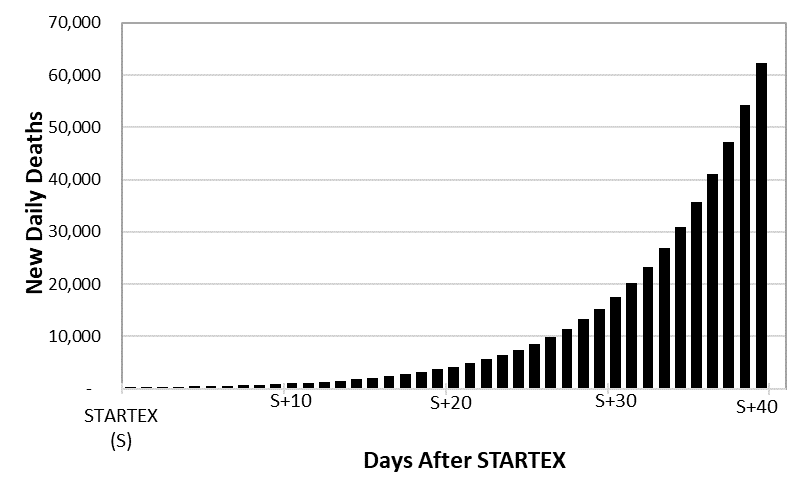 70,000
60,000
50,000
40,000
30,000
20,000
10,000
-
New Daily Deaths
STARTEX
(S)
S+10
S+20
S+30
S+40
Days After STARTEX